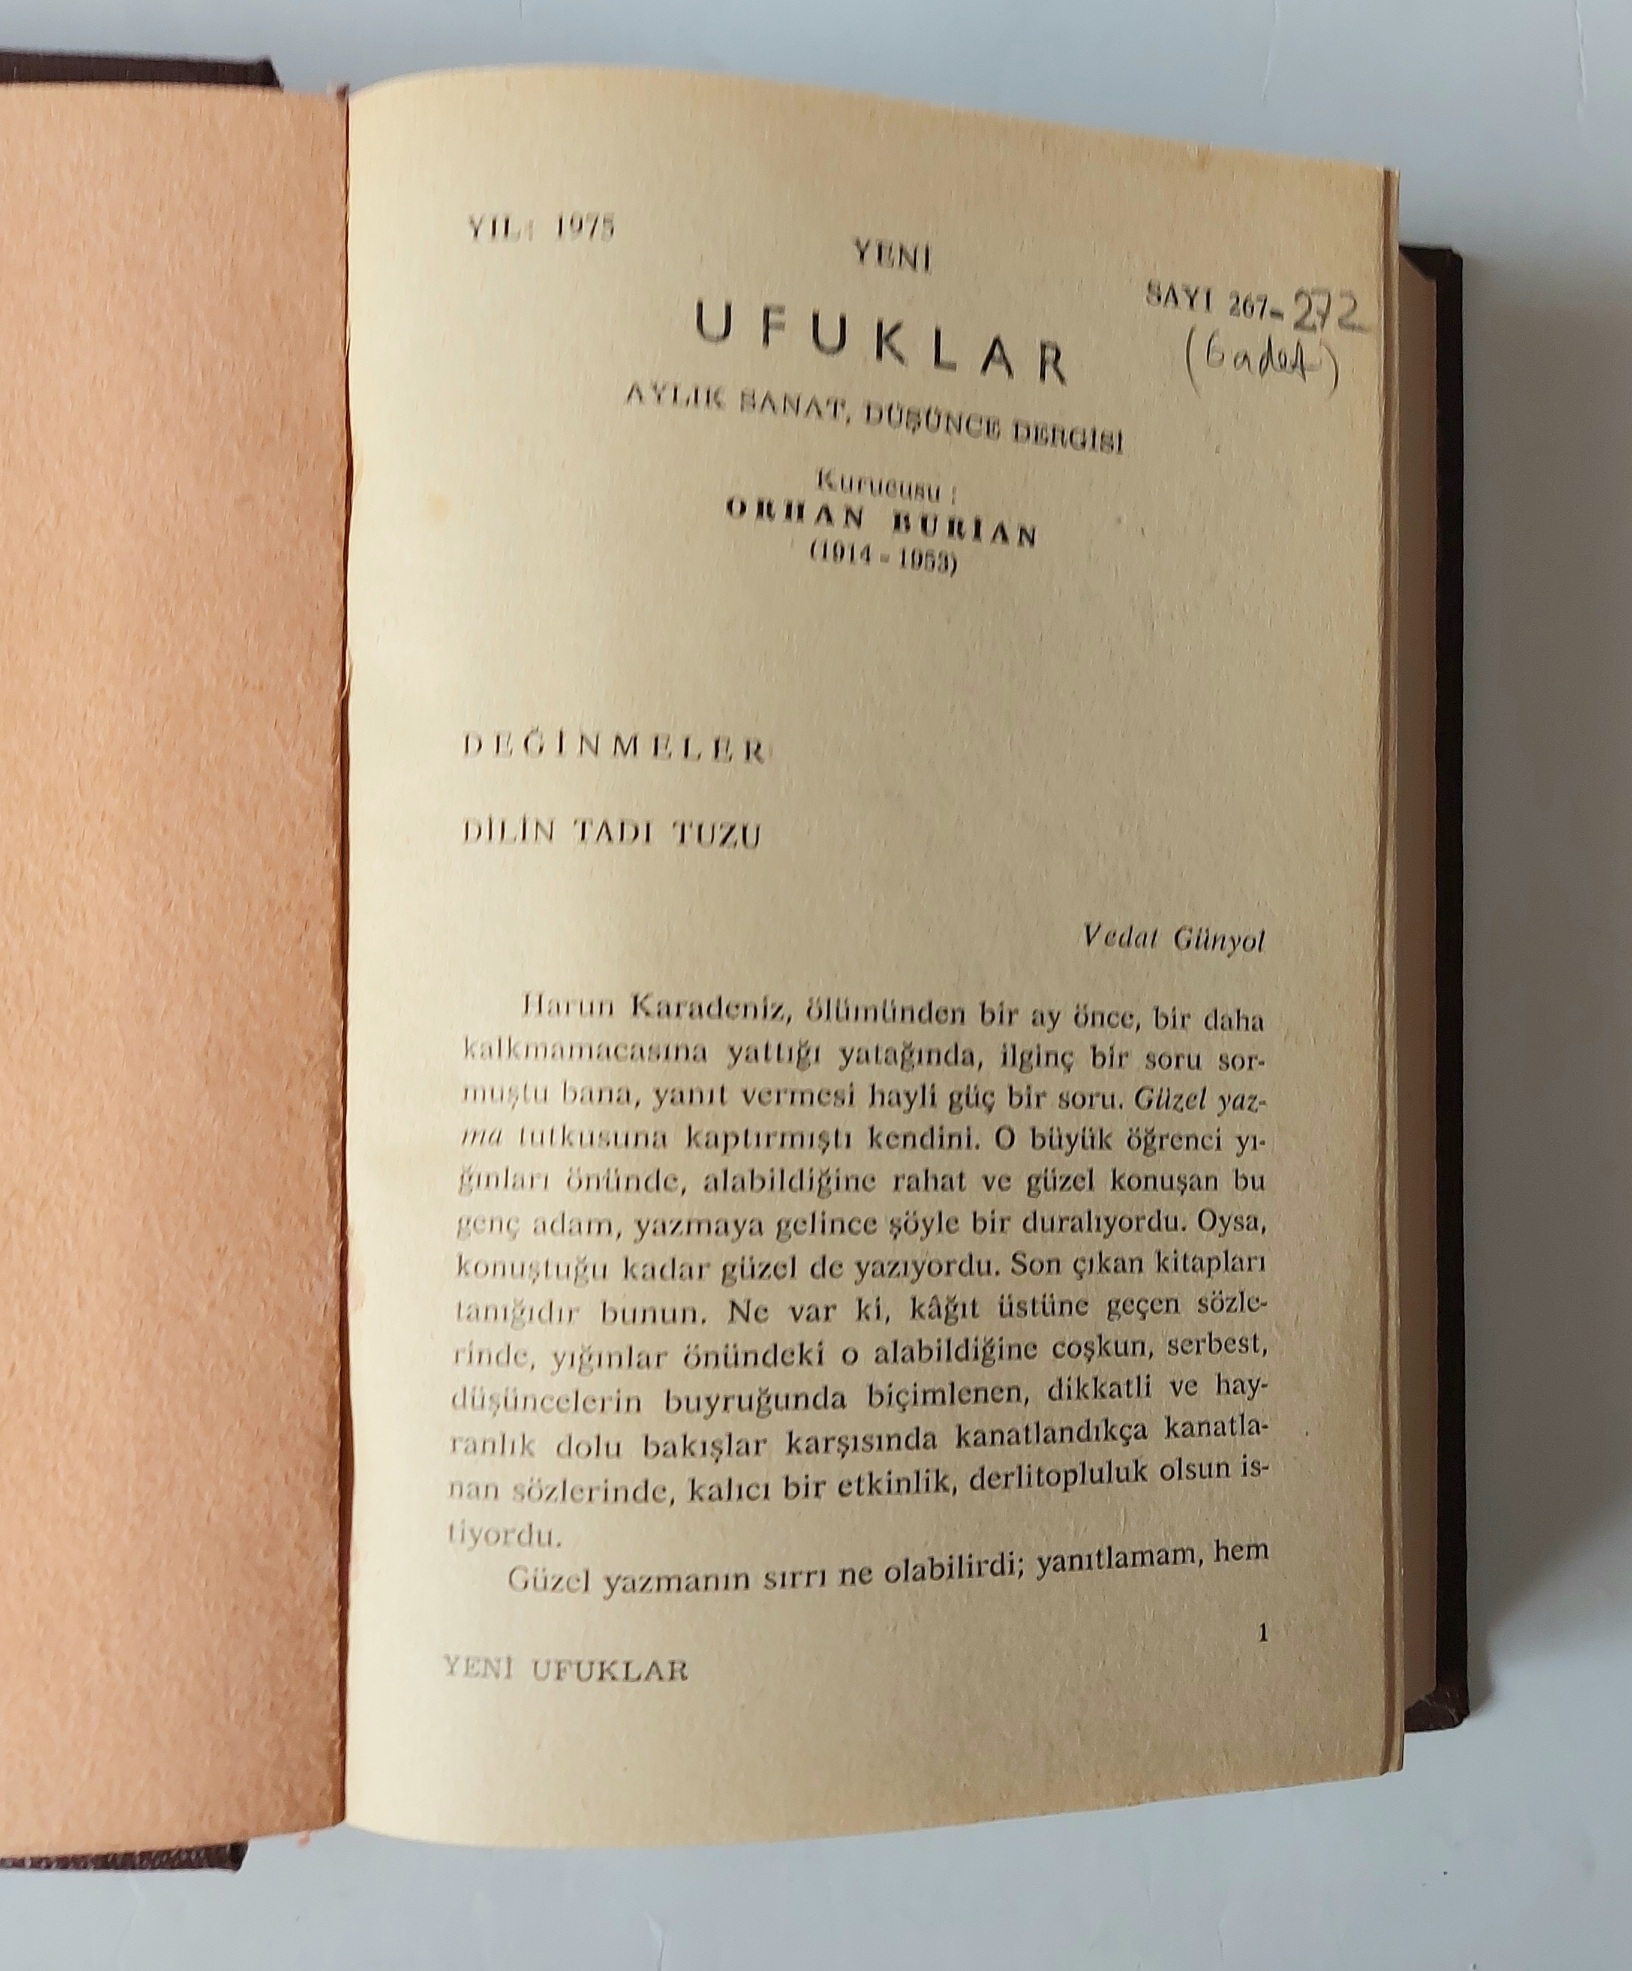 YIL: 1975
YENİ
SAYI 267-272
(6 adet)
UFUKLAR
AYLIK SANAT, DÜŞÜNCE DERGİSİ
Kurucusu :
ORHAN BURİAN
(1914 - 1953)
DEĞİNMELER
DİLİN TADI TUZU
Vedat Günyol
Harun Karadeniz, ölümünden bir ay önce, bir daha
kalkmamacasına yattığı yatağında, ilginç bir soru sor-
muştu bana, yanıt vermesi hayli güç bir soru. Güzel yaz-
ma tutkusuna kaptırmıştı kendini. O büyük öğrenci yı-
ğınları önünde, alabildiğine rahat ve güzel konuşan bu
genç adam, yazmaya gelince şöyle bir duralıyordu. Oysa,
konuştuğu kadar güzel de yazıyordu. Son çıkan kitapları
tanığıdır bunun. Ne var ki, kâğıt üstüne geçen sözle-
rinde, yığınlar önündeki o alabildiğine coşkun, serbest,
düşüncelerin buyruğunda biçimlenen, dikkatli ve hay-
ranlık dolu bakışlar karşısında kanatlandıkça kanatla-
nan sözlerinde, kalıcı bir etkinlik, derlitopluluk olsun is-
tiyordu.
Güzel yazmanın sırrı ne olabilirdi; yanıtlamam, hem
1
YENİ UFUKLAR